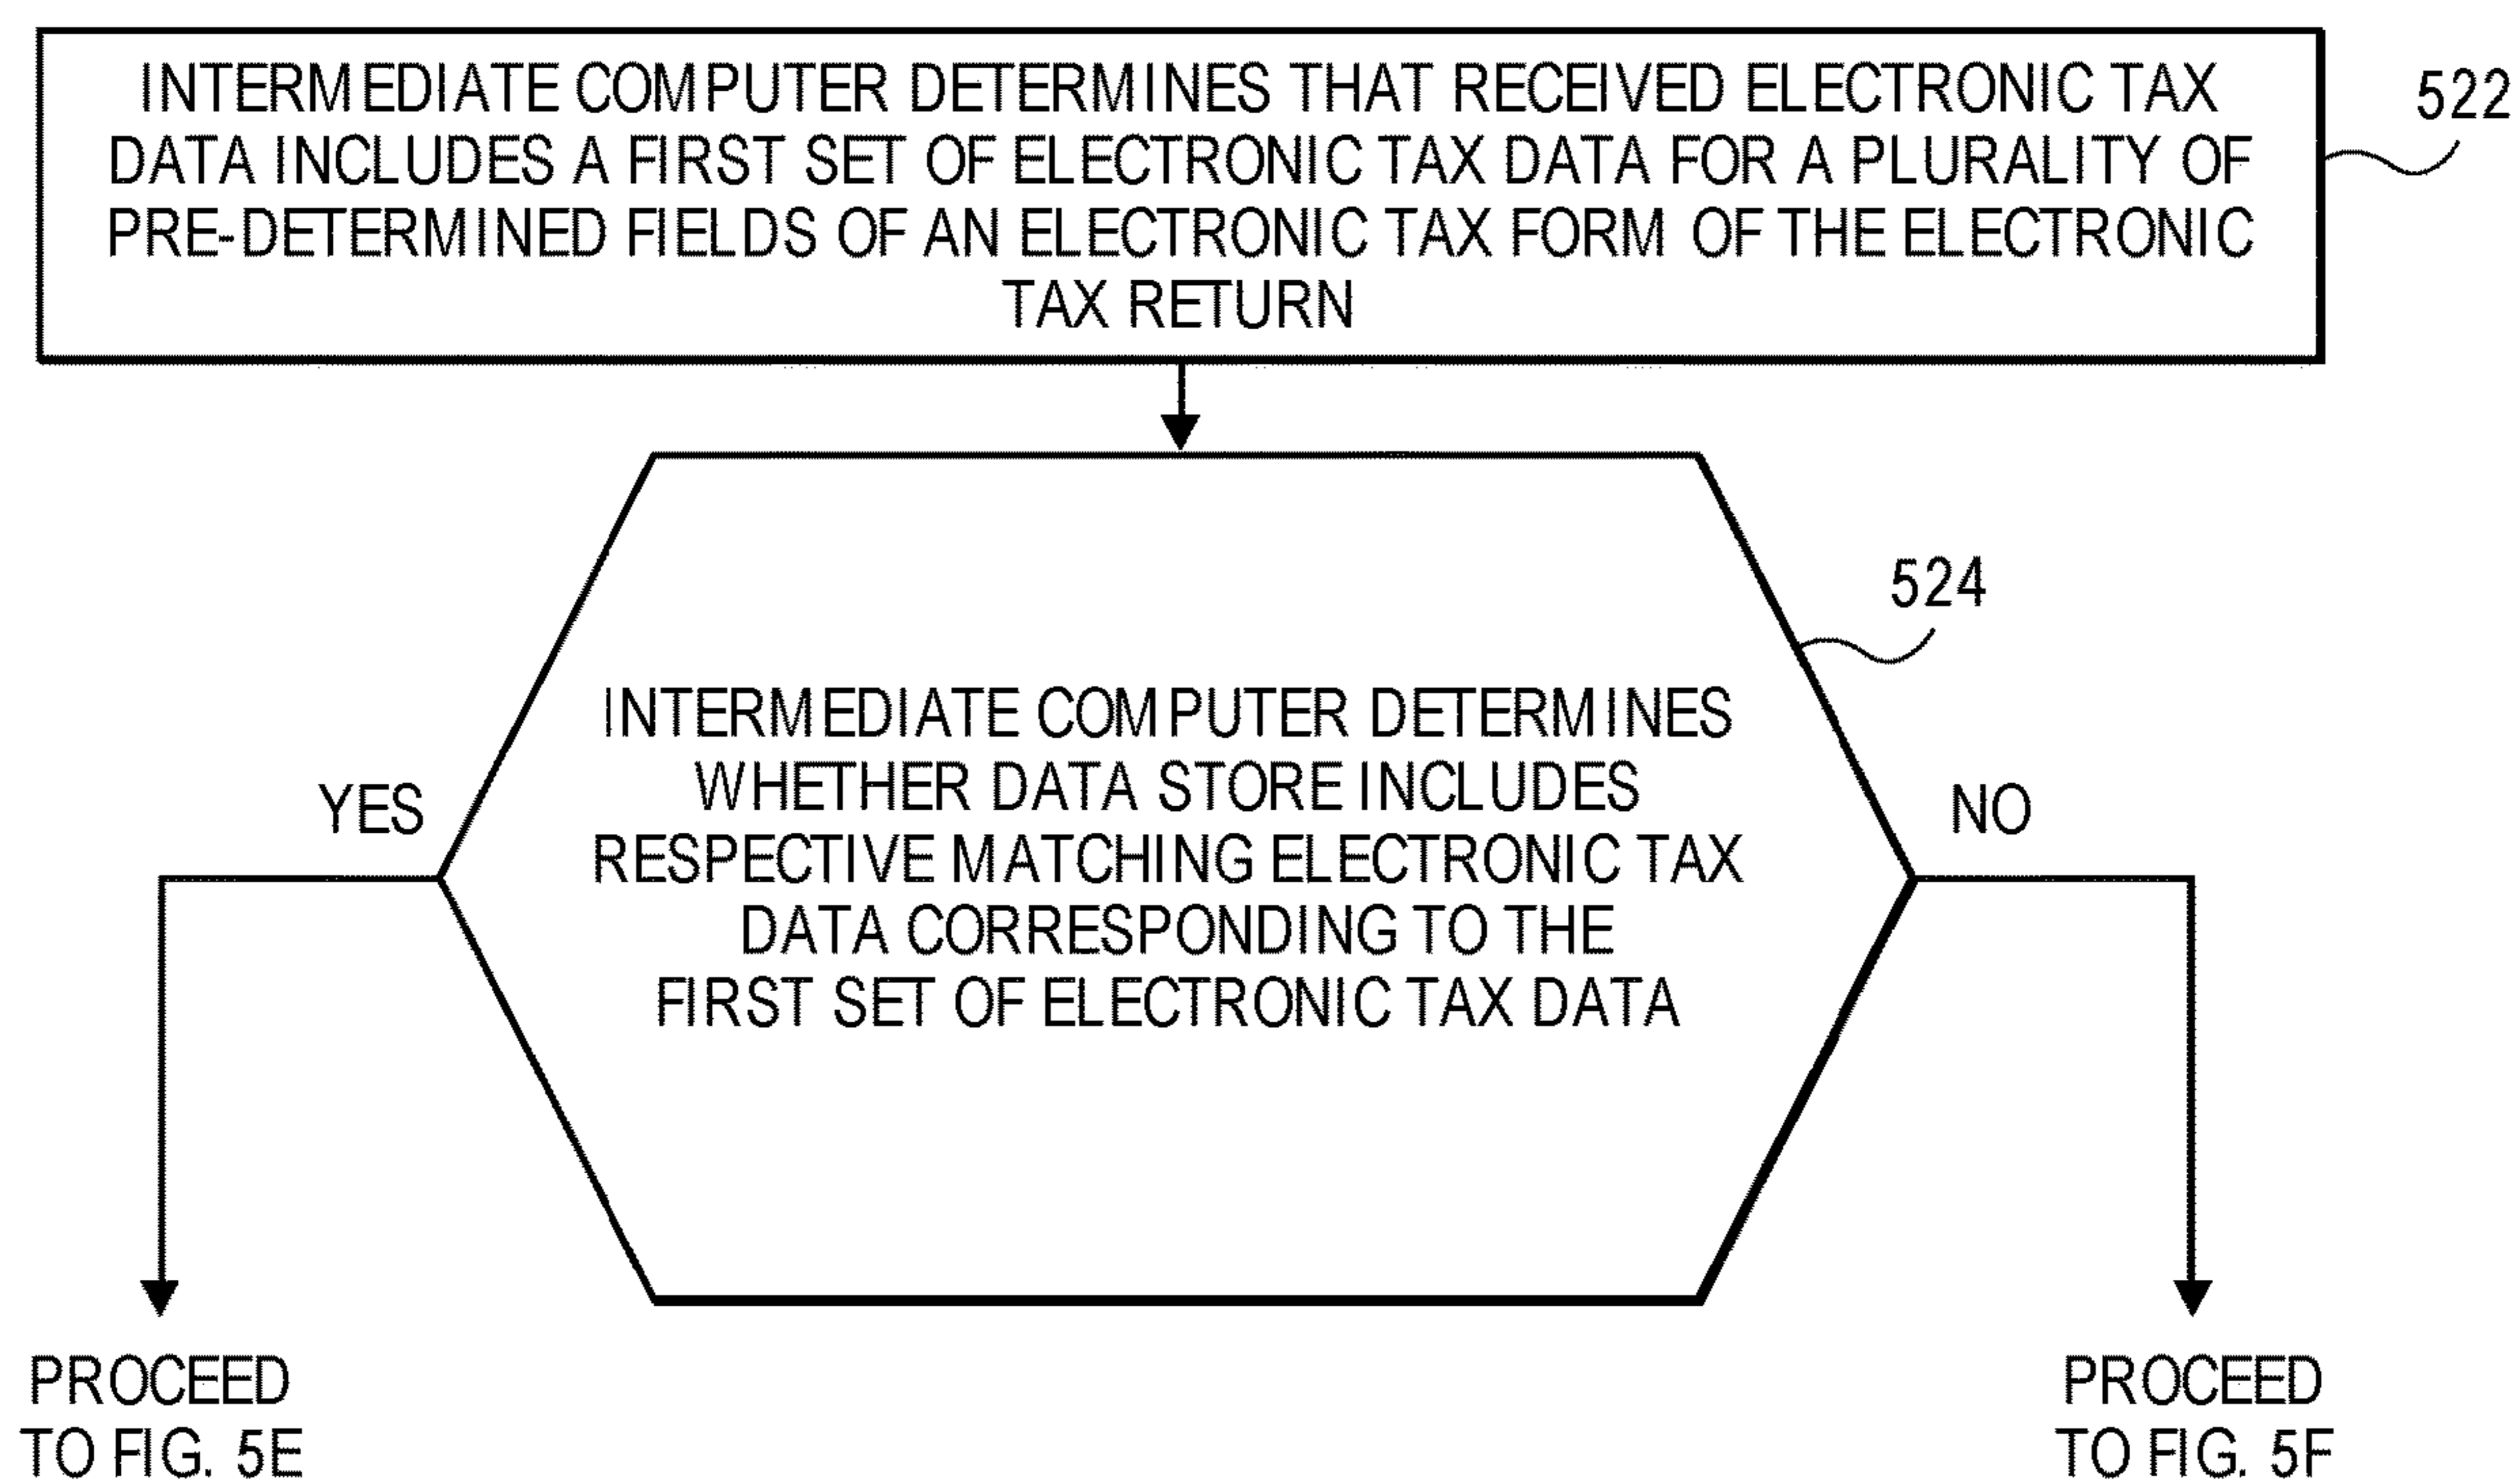 INTERMEDIATE COMPUTER DETERMINES THAT RECEIVED ELECTRONIC TAX
DATA INCLUDES A FIRST SET OF ELECTRONIC TAX DATA FOR A PLURALITY OF
PRE-DETERMINED FIELDS OF AN ELECTRONIC TAX FORM OF THE ELECTRONIC
TAX RETURN
522
524
INTERMEDIATE COMPUTER DETERMINES
WHETHER DATA STORE INCLUDES
RESPECTIVE MATCHING ELECTRONIC TAX
DATA CORRESPONDING TO THE
FIRST SET OF ELECTRONIC TAX DATA
YES
NO
PROCEED
TO FIG. 5E
PROCEED
TO FIG. 5F